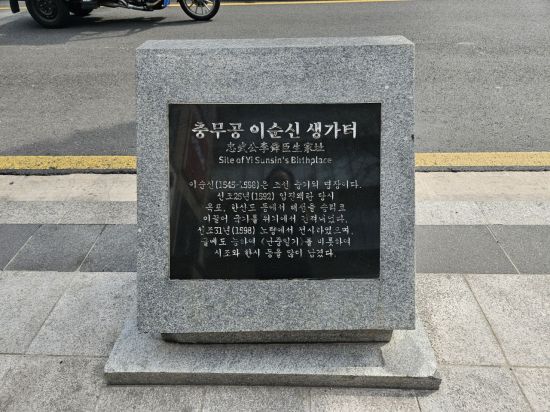 충무공 이순신 생가터
忠武公李舜臣生家址
Site of Yi Sunsin's Birthplace
이순신(1545-1598)은 조선 중기의 명장이다.
선조25년(1592) 임진왜란 당시
옥포, 한산도 등에서 해전을 승리로
이끌어 국가를 위기에서 건져내었다.
선조31년(1598) 노량에서 전사하였으며,
글에도 능하여 《난중일기》를 비롯하여
시조와 한시 등을 많이 남겼다.